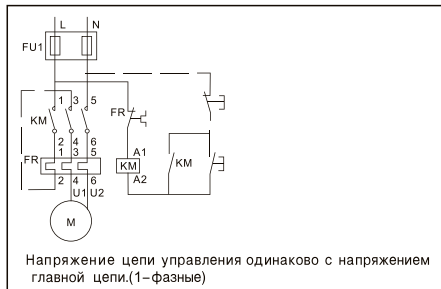 L N
FU1
1 3 5
KM
2 4 6
FR
1 3 5
2 4 6
U1 U2
M
FR
A1
KM
A2
KM
Напряжение цепи управления одинаково с напряжением
главной цепи.(1-фазные)